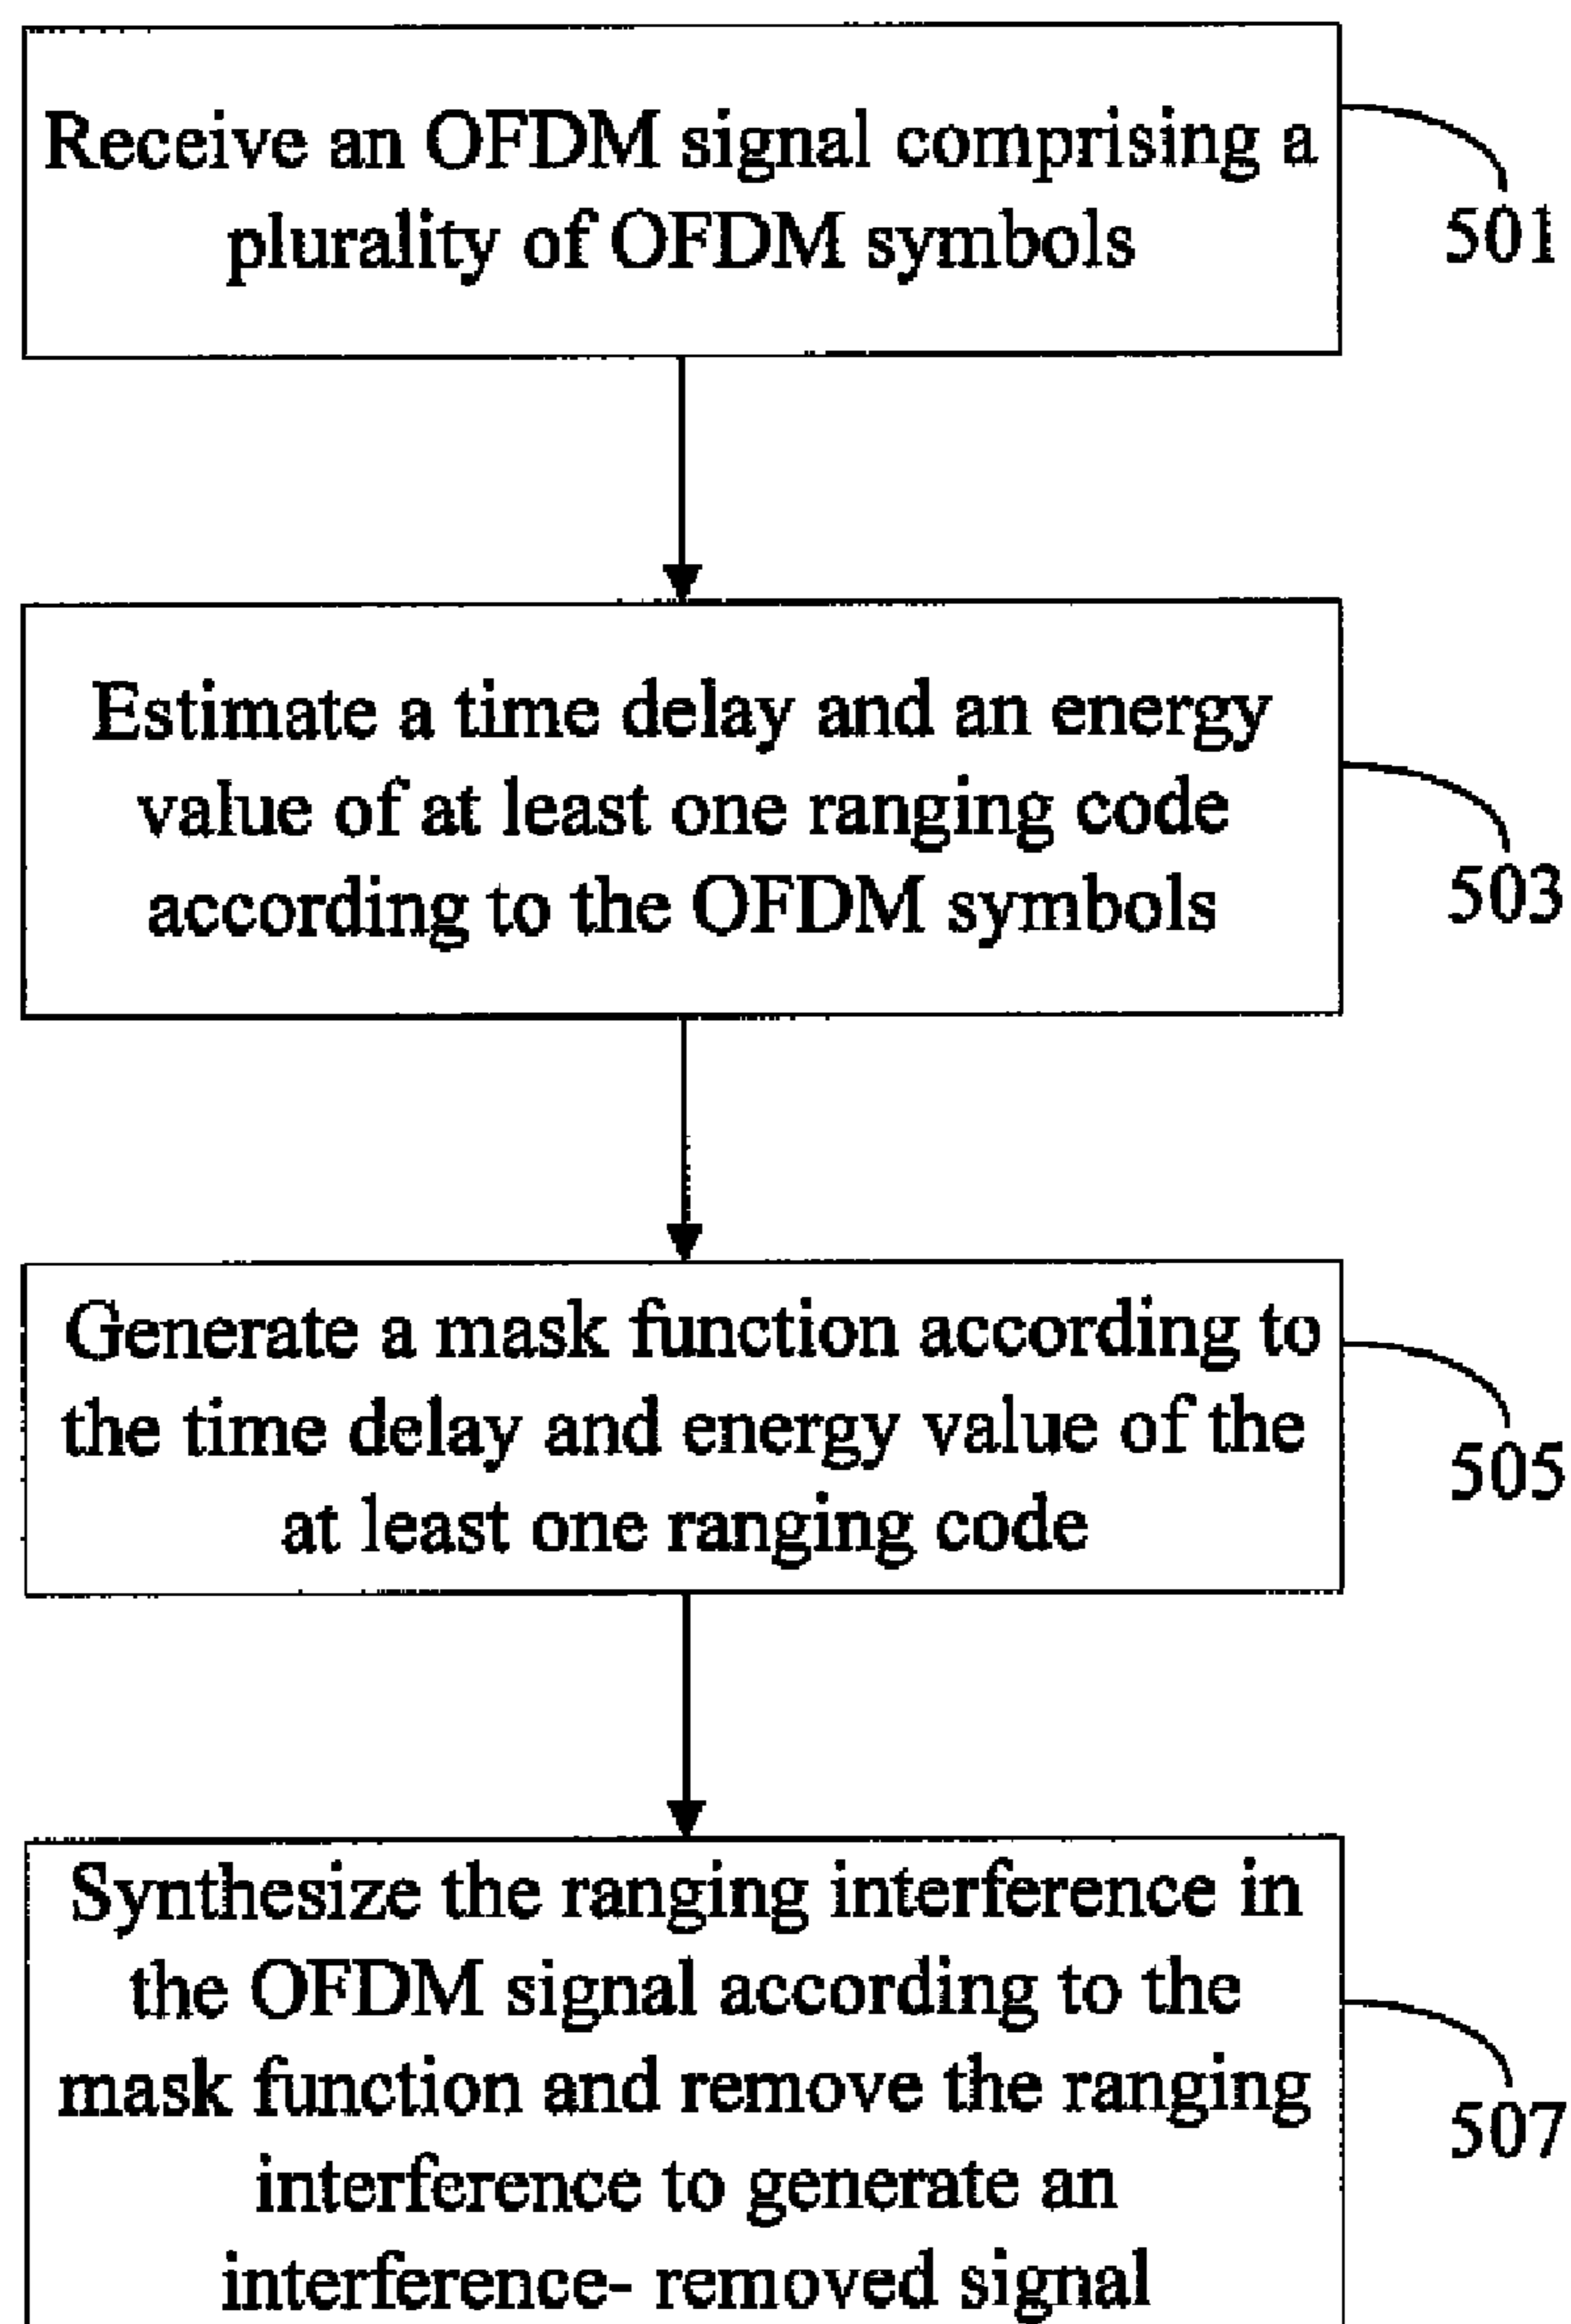 Receive an OFDM signal comprising a
plurality of OFDM symbols
501
Estimate a time delay and an energy
value of at least one ranging code
according to the OFDM symbols
503
Generate a mask function according to
the time delay and energy value of the
at least one ranging code
505
Synthesize the ranging interference in
the OFDM signal according to the
mask function and remove the ranging
interference to generate an
interference- removed signal
507